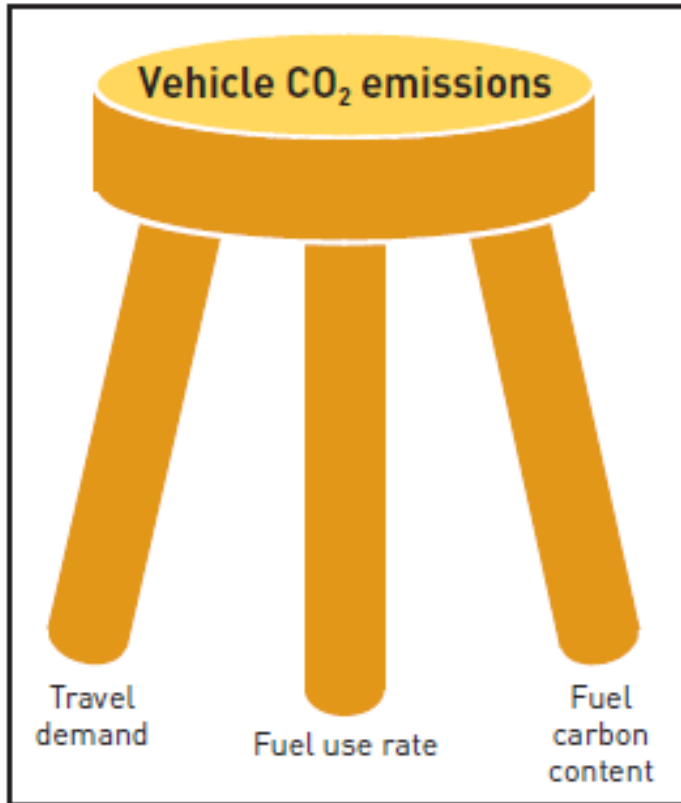 Vehicle CO₂ emissions
Travel
demand
Fuel use rate
Fuel
carbon
content